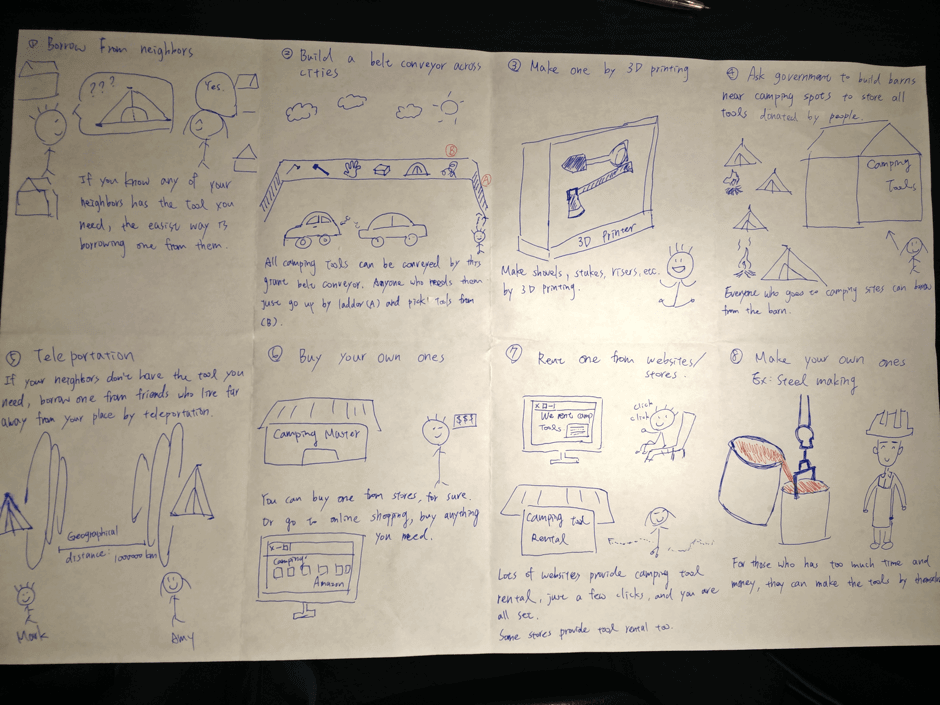 ① Borrow From neighbors
???
Yes.
If you know any of your
neighbors has the tool you
need, the easist way is
borrowing one from them.
② Build a belt conveyor across
cities
B
A
All camping tools can be conveyed by this
giant belt conveyor. Anyone who needs them
just go up by ladder (A) and pick tools from
(B).
③ Make one by 3D printing
3D Printer
Make shovels, stakes, risers, etc.
by 3D printing.
④ Ask government to build barns
near camping spots to store all
tools donated by people.
Camping
Tools
Everyone who goes to camping sites can borrow
from the barn.
⑤ Teleportation
If your neighbors don't have the tool you
need, borrow one from friends who live far
away from your place by teleportation.
Geographical
distance: 1000000 km
Mark
Amy
⑥ Buy your own ones
Camping Master
$$$
You can buy one from stores, for sure.
Or go to online shopping, buy anything
you need.
Camping
Amazon
⑦ Rent one from websites/
stores.
We rent camp
Tools
click
click
Camping Tool
Rental
Lots of websites provide camping tool
rental, just a few clicks, and you are
all set.
Some stores provide tool rental too.
⑧ Make your own ones
Ex: Steel making
For those who has too much time and
money, they can make the tools by